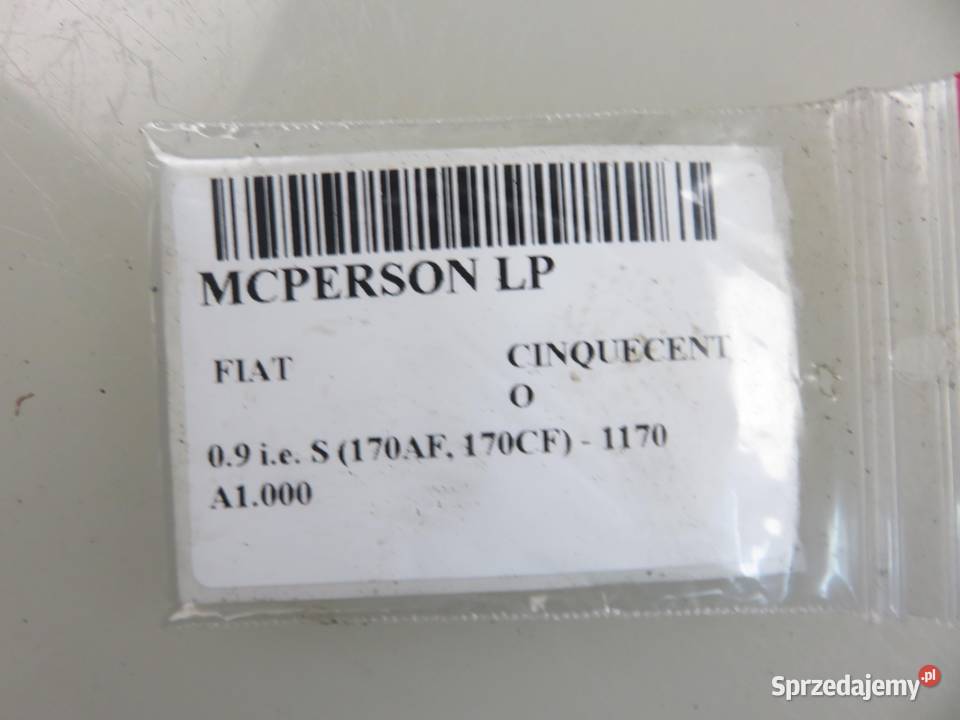 MCPERSON LP
FIAT CINQUECENT
O
0.9 i.e. S (170AF, 170CF) - 1170
A1.000
Sprzedajemy.pl